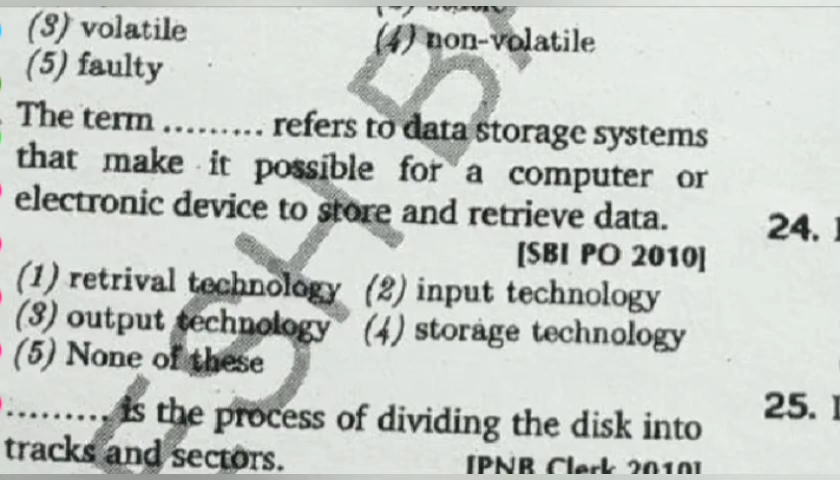 (3) volatile
(4) non-volatile
(5) faulty
The term ......... refers to data storage systems
that make it possible for a computer or
electronic device to store and retrieve data.
[SBI PO 2010]
(1) retrival technology (2) input technology
(3) output technology (4) storage technology
(5) None of these
......... is the process of dividing the disk into
tracks and sectors.
[PNB Clerk 2010]
24.
25.